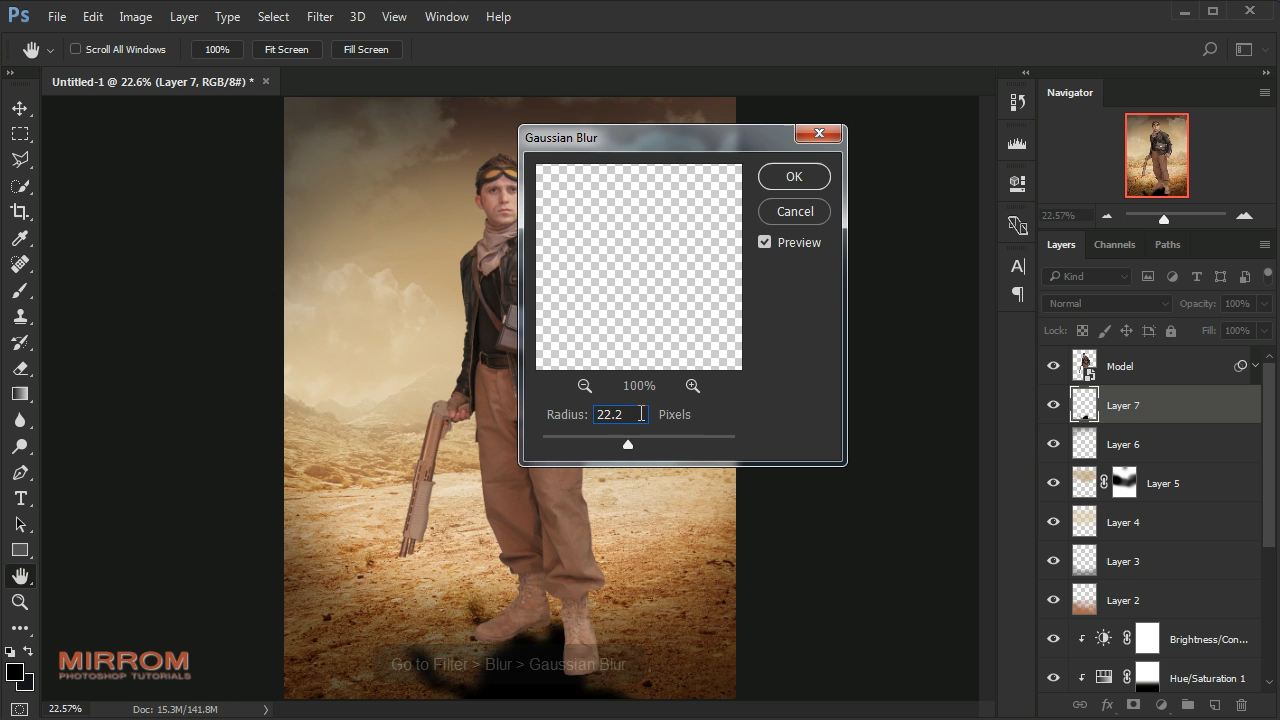 Ps File Edit Image Layer Type Select Filter 3D View Window Help
Scroll All Windows 100% Fit Screen Fill Screen
Untitled-1 @ 22.6% (Layer 7, RGB/8#) *
Gaussian Blur
OK
Cancel
Preview
100%
Radius: 22.2 Pixels
Go to Filter > Blur > Gaussian Blur
MIRROM
PHOTOSHOP TUTORIALS
22.57% Doc: 15.3M/141.8M
Navigator
22.57%
Layers Channels Paths
Kind
Normal Opacity: 100%
Lock: Fill: 100%
Model
Layer 7
Layer 6
Layer 5
Layer 4
Layer 3
Layer 2
Brightness/Con...
Hue/Saturation 1